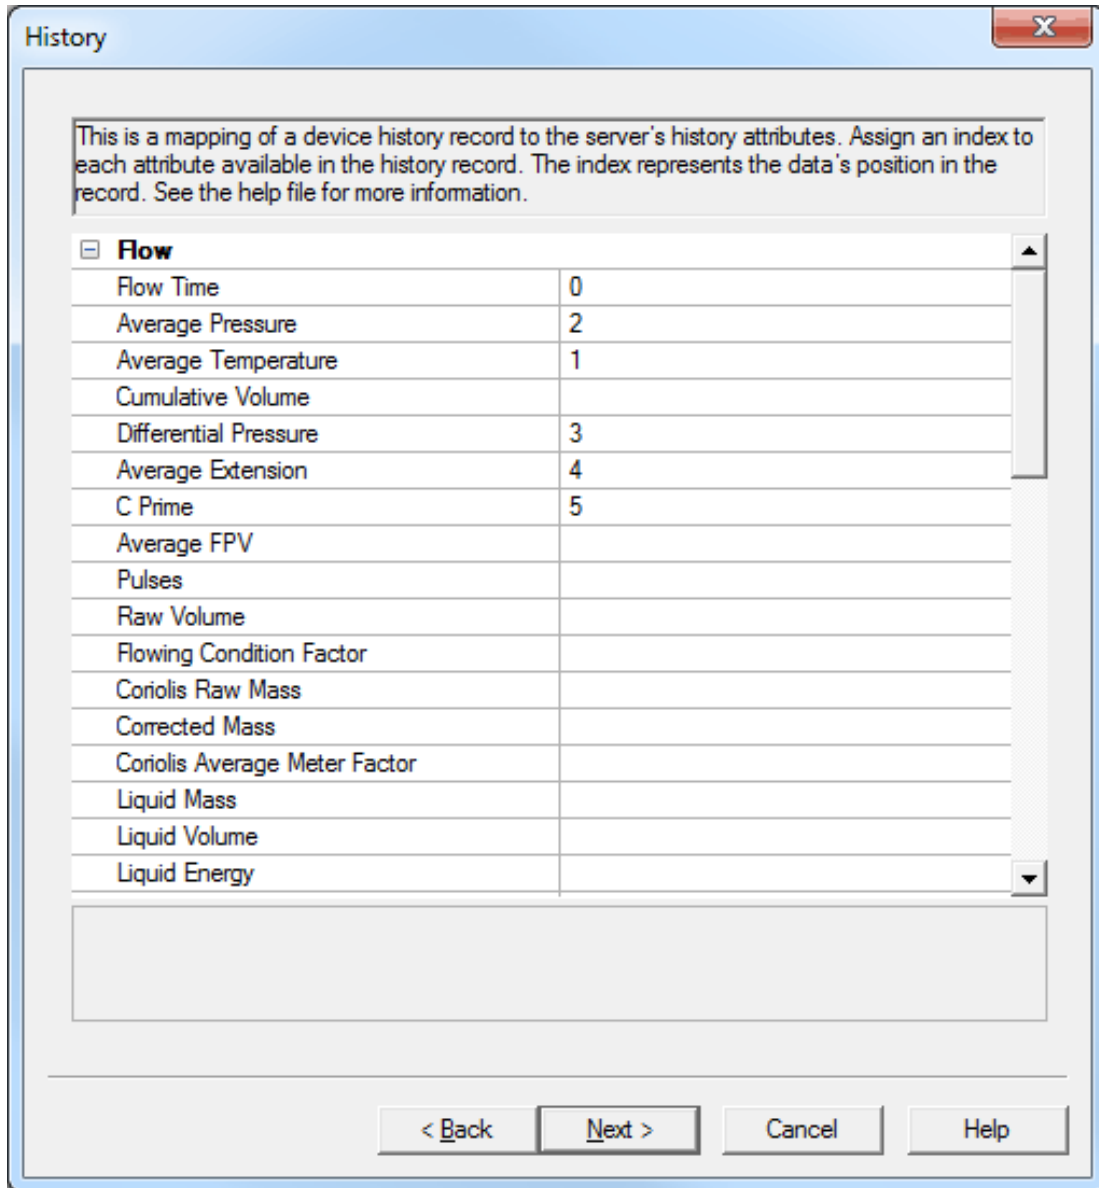 History
This is a mapping of a device history record to the server's history attributes. Assign an index to
each attribute available in the history record. The index represents the data's position in the
record. See the help file for more information.
Flow
Flow Time 0
Average Pressure 2
Average Temperature 1
Cumulative Volume
Differential Pressure 3
Average Extension 4
C Prime 5
Average FPV
Pulses
Raw Volume
Flowing Condition Factor
Coriolis Raw Mass
Corrected Mass
Coriolis Average Meter Factor
Liquid Mass
Liquid Volume
Liquid Energy
< Back Next > Cancel Help